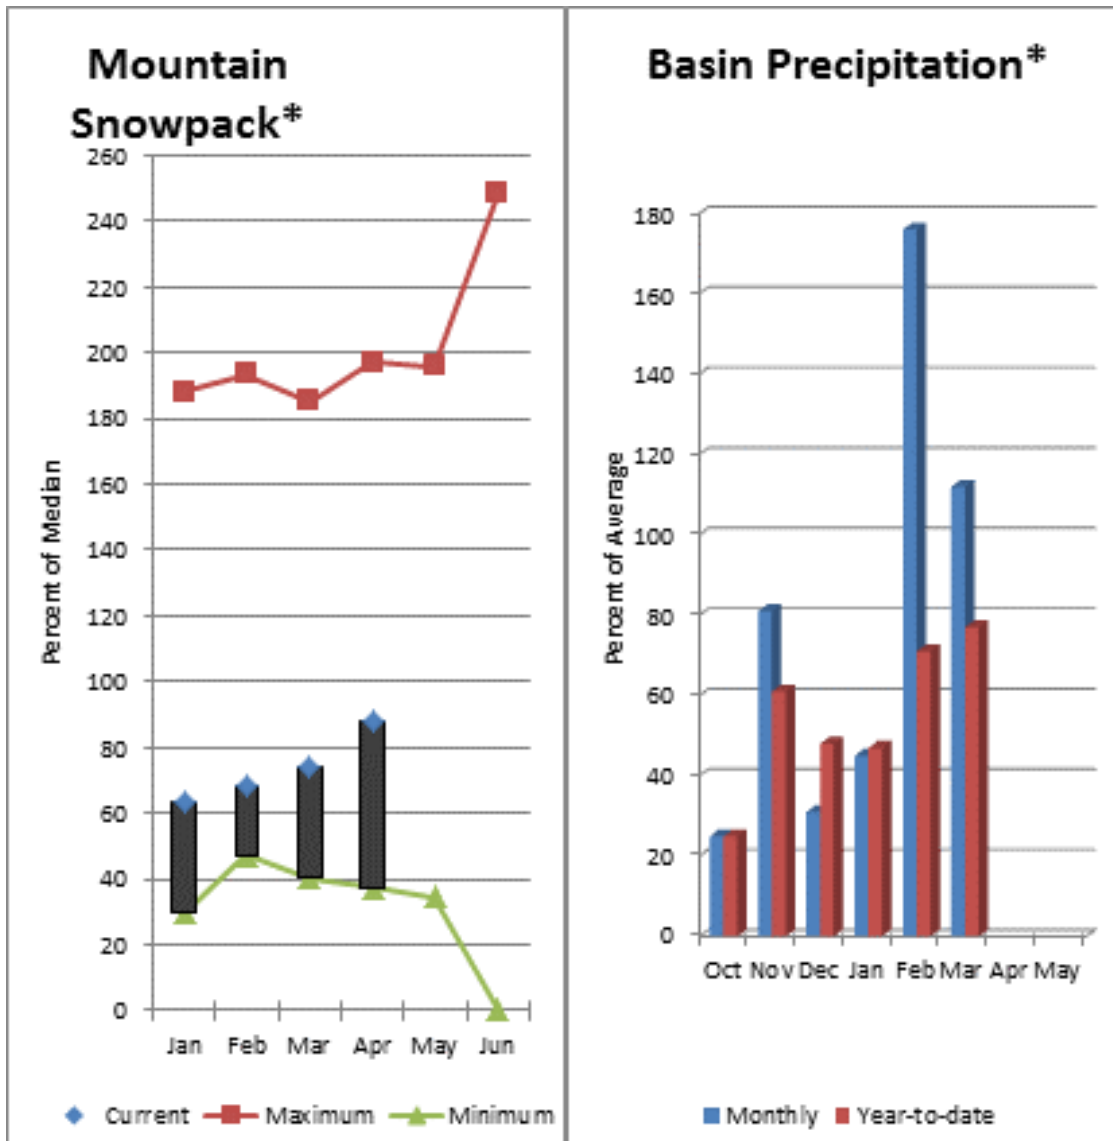 Mountain
Snowpack*
260
240
220
200
180
160
140
120
100
80
60
40
20
0
Percent of Median
Jan Feb Mar Apr May Jun
Current Maximum Minimum
Basin Precipitation*
180
160
140
120
100
80
60
40
20
0
Percent of Average
Oct Nov Dec Jan Feb Mar Apr May
Monthly Year-to-date